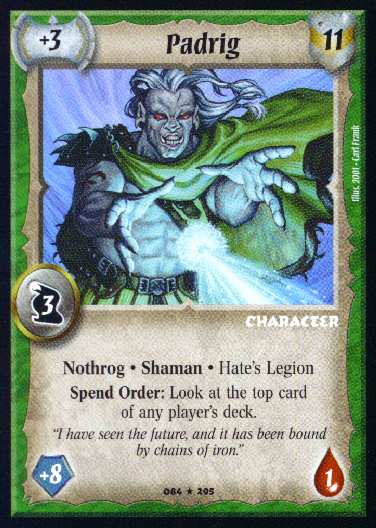 +3
Padrig
11
Illus. 2001 • Carl Frank
3
CHARACTER
Nothrog • Shaman • Hate's Legion
Spend Order: Look at the top card
of any player's deck.
"I have seen the future, and it has been bound
by chains of iron."
+8
084 ★ 295
1